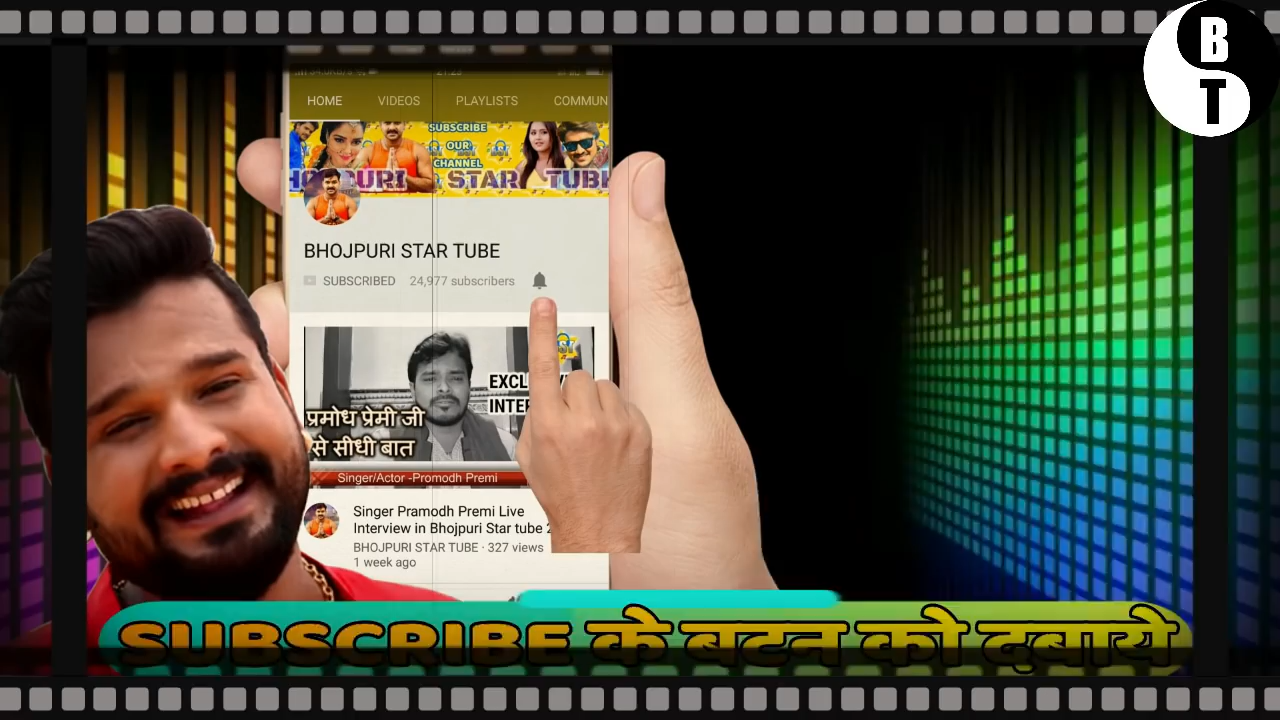 B
T
HOME VIDEOS PLAYLISTS COMMUN
SUBSCRIBE
OUR
CHANNEL
STAR TUB
BHOJPURI STAR TUBE
SUBSCRIBED 24,977 subscribers
EXCL
INTER
प्रमोध प्रेमी जी
से सीधी बात
Singer/Actor -Promodh Premi
Singer Pramodh Premi Live
Interview in Bhojpuri Star tube 2
BHOJPURI STAR TUBE · 327 views
1 week ago
SUBSCRIBE के बटन को दुबाये